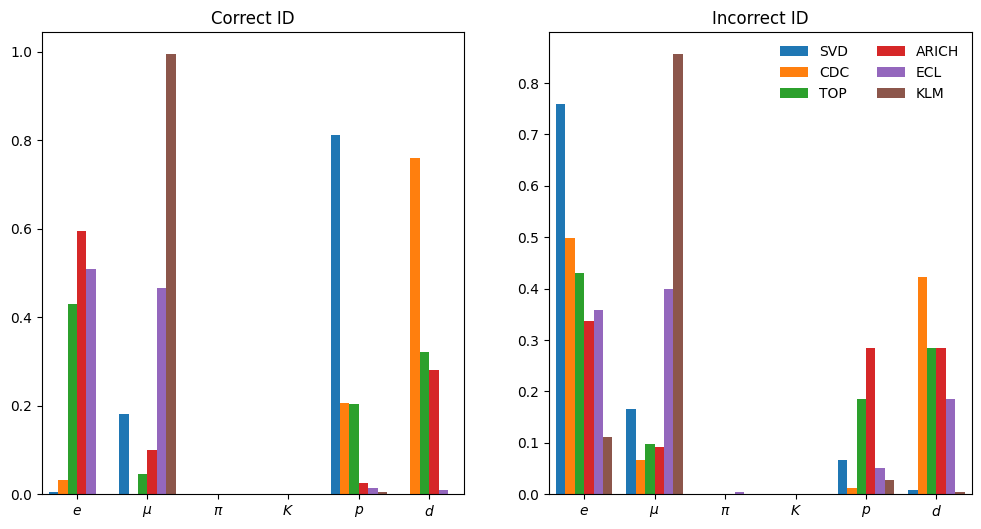 Correct ID
1.0
0.8
0.6
0.4
0.2
0.0
e μ π K p d
Incorrect ID
SVD ARICH
CDC ECL
TOP KLM
0.8
0.7
0.6
0.5
0.4
0.3
0.2
0.1
0.0
e μ π K p d